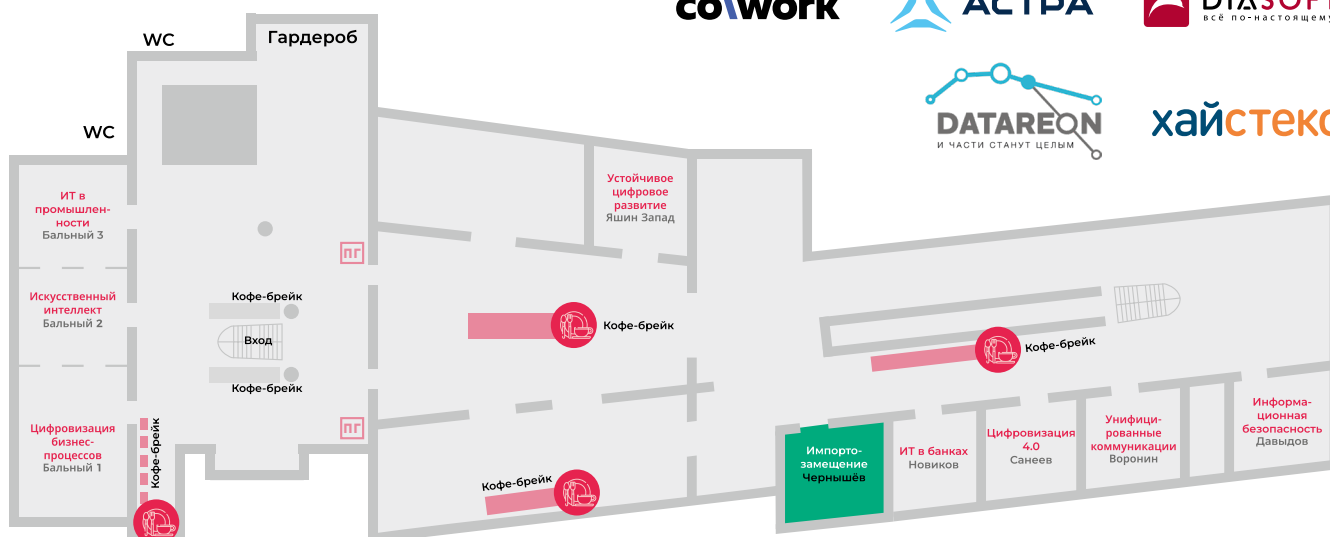 co\work
АСТРА
DIASOFT
всё по-настоящему
WC
Гардероб
DATAREON
И ЧАСТИ СТАНУТ ЦЕЛЫМ
хайстекс
WC
ИТ в
промышлен-
ности
Бальный 3
Устойчивое
цифровое
развитие
Яшин Запад
ПГ
Искусственный
интеллект
Бальный 2
Кофе-брейк
Вход
Кофе-брейк
Кофе-брейк
Кофе-брейк
Цифровизация
бизнес-
процессов
Бальный 1
Кофе-брейк
ПГ
Кофе-брейк
Импорто-
замещение
Чернышёв
ИТ в банках
Новиков
Цифровизация
4.0
Санеев
Унифици-
рованные
коммуникации
Воронин
Информа-
ционная
безопасность
Давыдов